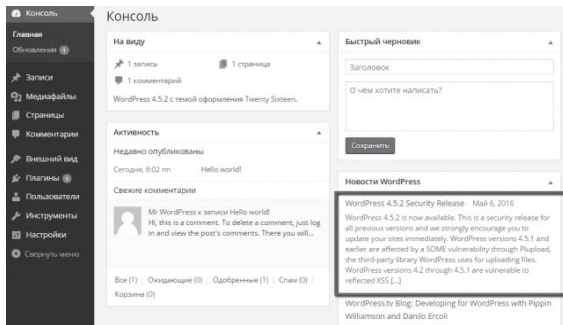 Консоль
Главная
Обновления 1
Записи
Медиафайлы
Страницы
Комментарии
Внешний вид
Плагины 1
Пользователи
Инструменты
Настройки
Свернуть меню
Консоль
На виду
1 запись
1 страница
1 комментарий
WordPress 4.5.2 с темой оформления Twenty Sixteen.
Активность
Недавно опубликованы
Сегодня, 6:02 пп
Hello world!
Свежие комментарии
Mr WordPress к записи Hello world!
Hi, this is a comment. To delete a comment, just log
in and view the post's comments. There you will...
Все (1) | Ожидающие (0) | Одобренные (1) | Спам (0) |
Корзина (0)
Быстрый черновик
Заголовок
О чём хотите написать?
Сохранить
Новости WordPress
WordPress 4.5.2 Security Release Май 6, 2016
WordPress 4.5.2 is now available. This is a security release for
all previous versions and we strongly encourage you to
update your sites immediately. WordPress versions 4.5.1 and
earlier are affected by a SOME vulnerability through Plupload,
the third-party library WordPress uses for uploading files.
WordPress versions 4.2 through 4.5.1 are vulnerable to
reflected XSS [...]
WordPress.tv Blog: Developing for WordPress with Pippin
Williamson and Danilo Ercoli